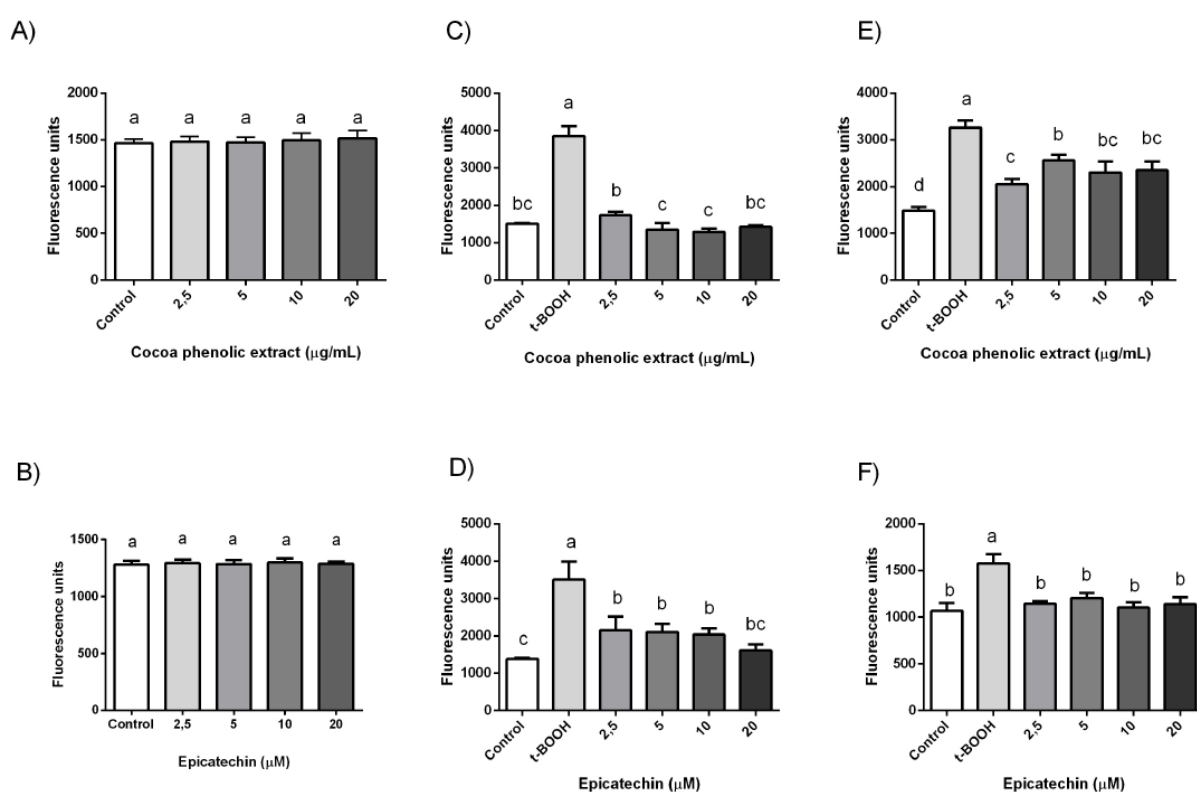 A)
2000
1500
1000
500
0
Fluorescence units
a a a a a
Control 2,5 5 10 20
Cocoa phenolic extract (μg/mL)
C)
5000
4000
3000
2000
1000
0
Fluorescence units
bc a b c c bc
Control t-BOOH 2,5 5 10 20
Cocoa phenolic extract (μg/mL)
E)
4000
3000
2000
1000
0
Fluorescence units
d a c b bc bc
Control t-BOOH 2,5 5 10 20
Cocoa phenolic extract (μg/mL)
B)
1500
1000
500
0
Fluorescence units
a a a a a
Control 2,5 5 10 20
Epicatechin (μM)
D)
5000
4000
3000
2000
1000
0
Fluorescence units
c a b b b bc
Control t-BOOH 2,5 5 10 20
Epicatechin (μM)
F)
2000
1500
1000
500
0
Fluorescence units
b a b b b b
Control t-BOOH 2,5 5 10 20
Epicatechin (μM)